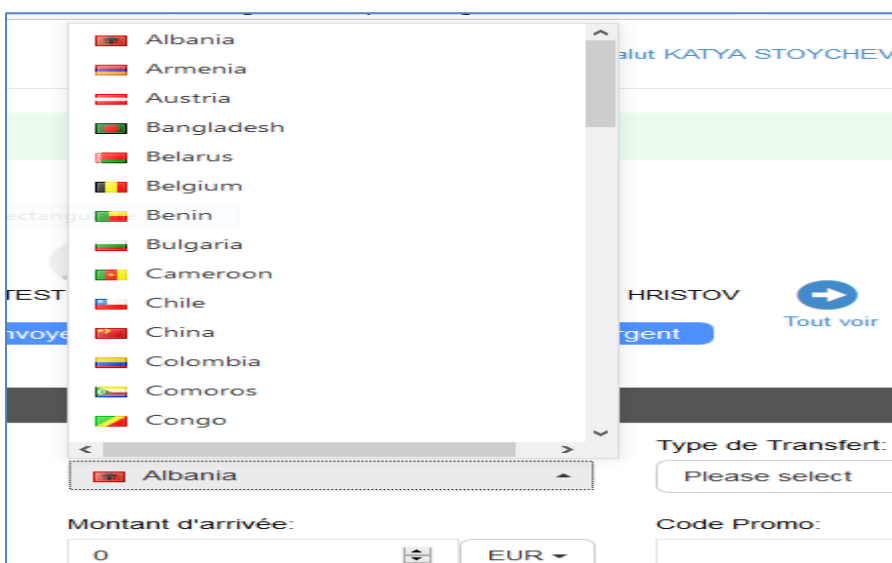 Albania
alut KATYA STOYCHEV
Armenia
Austria
Bangladesh
Belarus
Belgium
ectangu
Benin
Bulgaria
Cameroon
TEST
Chile
HRISTOV
Tout voir
nvoye
China
rgent
Colombia
Comoros
Congo
Type de Transfert:
Albania
Please select
Montant d'arrivée:
Code Promo:
0
EUR